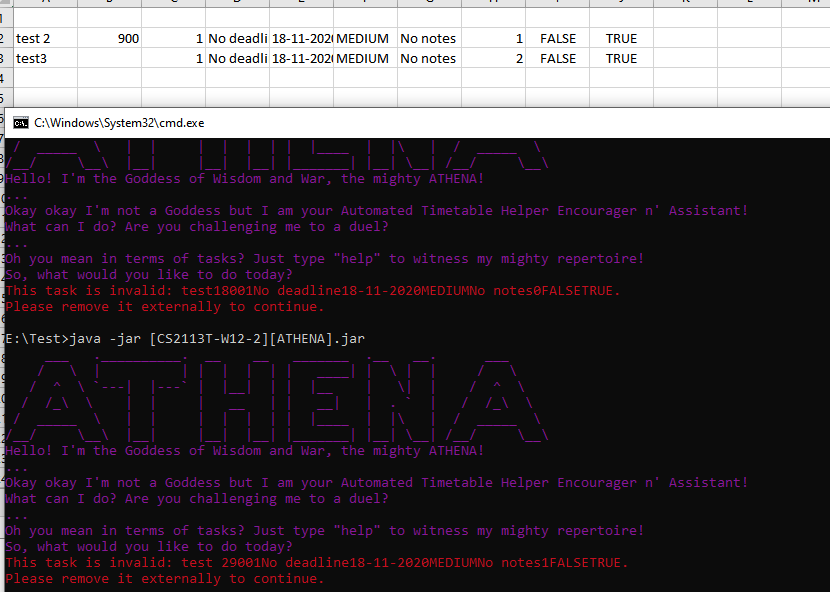 test 2 900 1 No deadli 18-11-202 MEDIUM No notes 1 FALSE TRUE
test3 1 No deadli 18-11-202 MEDIUM No notes 2 FALSE TRUE
C:\Windows\System32\cmd.exe
Hello! I'm the Goddess of Wisdom and War, the mighty ATHENA!
...
Okay okay I'm not a Goddess but I am your Automated Timetable Helper Encourager n' Assistant!
What can I do? Are you challenging me to a duel?
...
Oh you mean in terms of tasks? Just type "help" to witness my mighty repertoire!
So, what would you like to do today?
This task is invalid: test18001No deadline18-11-2020MEDIUMNo notes0FALSETRUE.
Please remove it externally to continue.
E:\Test>java -jar [CS2113T-W12-2][ATHENA].jar
ATHENA
Hello! I'm the Goddess of Wisdom and War, the mighty ATHENA!
...
Okay okay I'm not a Goddess but I am your Automated Timetable Helper Encourager n' Assistant!
What can I do? Are you challenging me to a duel?
...
Oh you mean in terms of tasks? Just type "help" to witness my mighty repertoire!
So, what would you like to do today?
This task is invalid: test 29001No deadline18-11-2020MEDIUMNo notes1FALSETRUE.
Please remove it externally to continue.